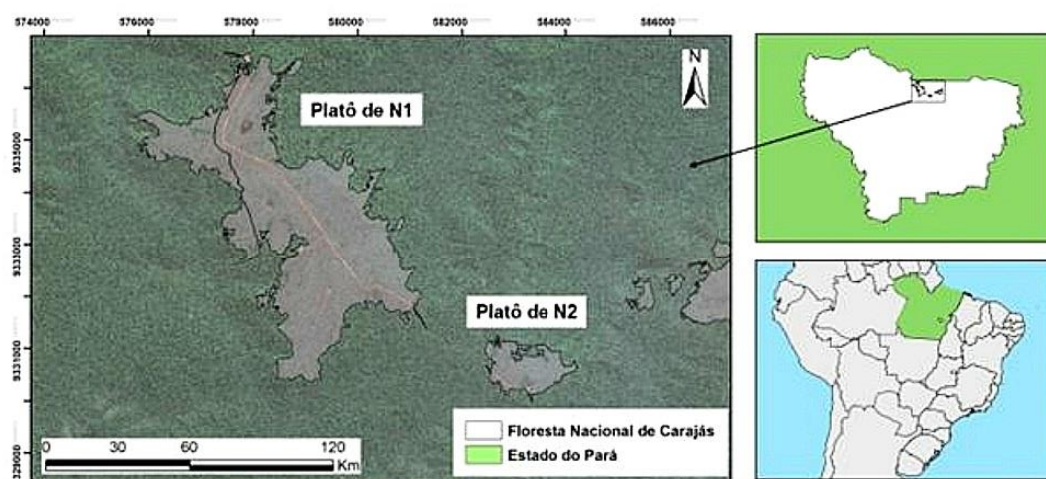 574000 576000 578000 580000 582000 584000 586000
N
Platô de N1
9335000
9333000
Platô de N2
9331000
Floresta Nacional de Carajás
Estado do Pará
0 30 60 120
Km
329000